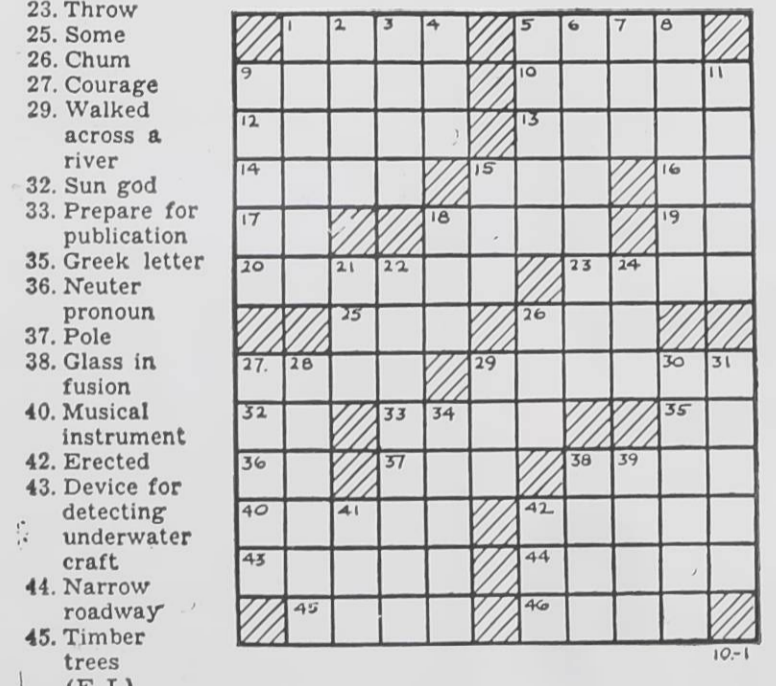 23. Throw
25. Some
26. Chum
27. Courage
29. Walked
across a
river
32. Sun god
33. Prepare for
publication
35. Greek letter
36. Neuter
pronoun
37. Pole
38. Glass in
fusion
40. Musical
instrument
42. Erected
43. Device for
detecting
underwater
craft
44. Narrow
roadway
45. Timber
trees
(E.I.)
1 2 3 4 5 6 7 8
9 10 11
12 13
14 15 16
17 18 19
20 21 22 23 24
25 26
27. 28 29 30 31
32 33 34 35
36 37 38 39
40 41 42
43 44
45 46
10-1